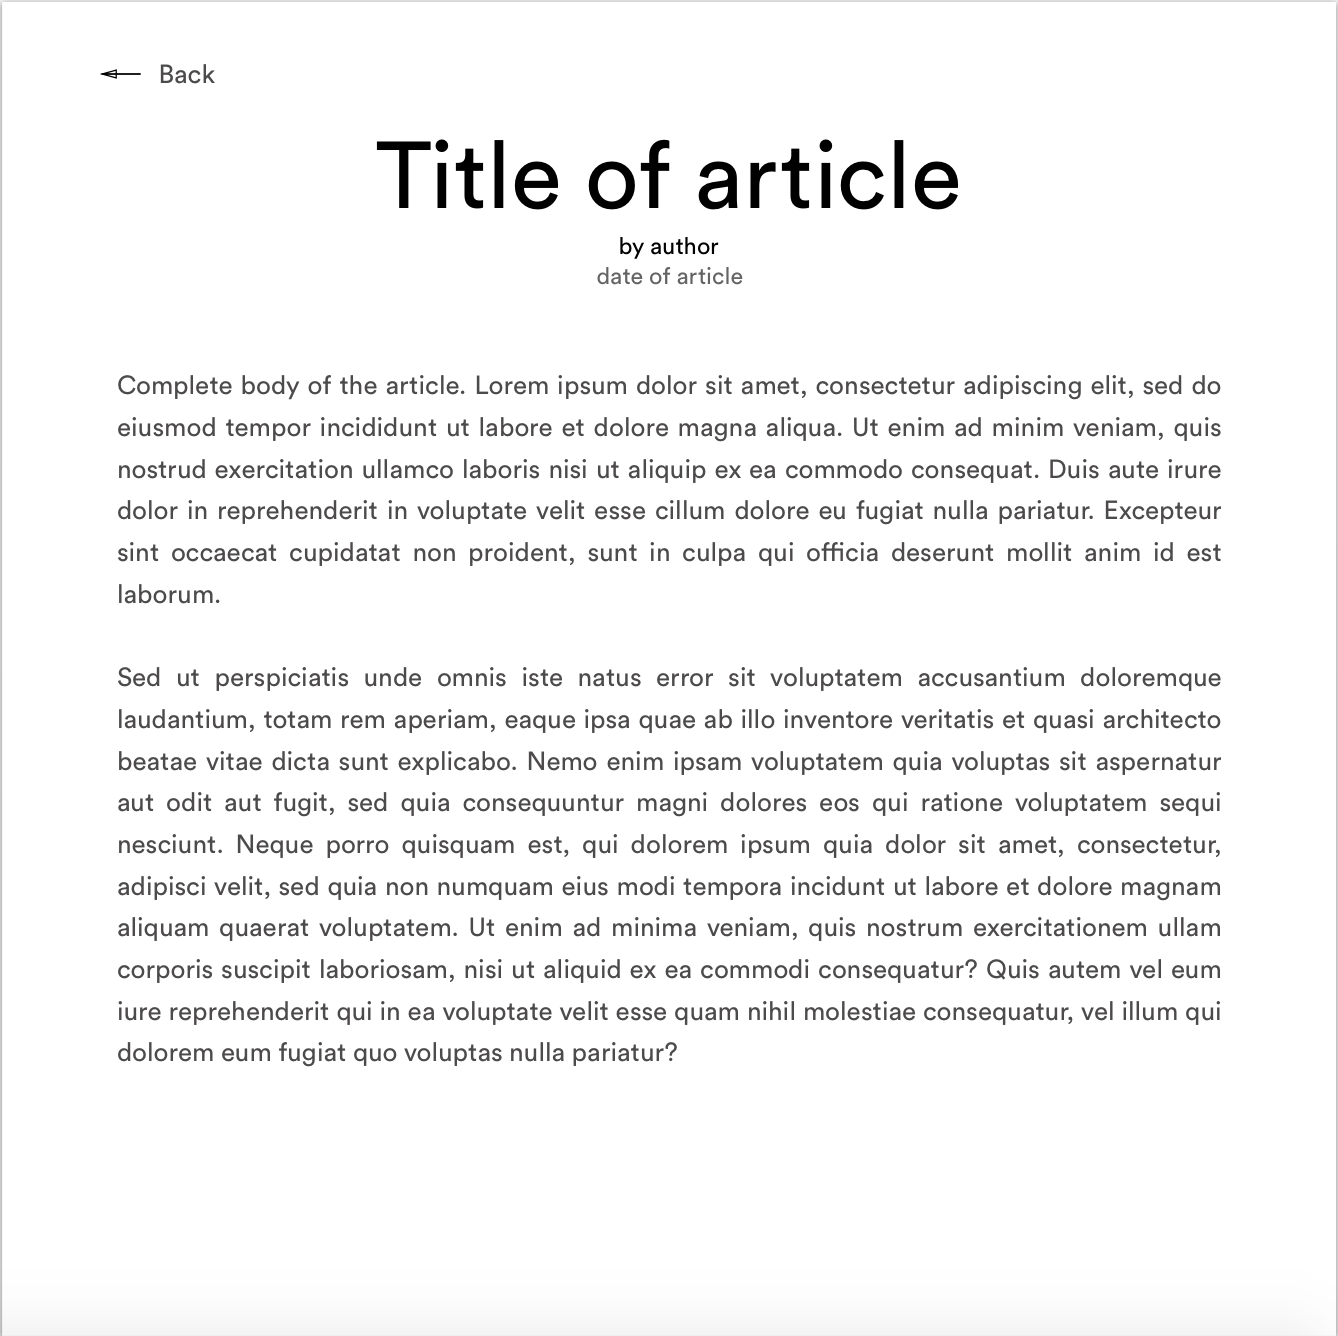 Back
Title of article
by author
date of article
Complete body of the article. Lorem ipsum dolor sit amet, consectetur adipiscing elit, sed do
eiusmod tempor incididunt ut labore et dolore magna aliqua. Ut enim ad minim veniam, quis
nostrud exercitation ullamco laboris nisi ut aliquip ex ea commodo consequat. Duis aute irure
dolor in reprehenderit in voluptate velit esse cillum dolore eu fugiat nulla pariatur. Excepteur
sint occaecat cupidatat non proident, sunt in culpa qui officia deserunt mollit anim id est
laborum.
Sed ut perspiciatis unde omnis iste natus error sit voluptatem accusantium doloremque
laudantium, totam rem aperiam, eaque ipsa quae ab illo inventore veritatis et quasi architecto
beatae vitae dicta sunt explicabo. Nemo enim ipsam voluptatem quia voluptas sit aspernatur
aut odit aut fugit, sed quia consequuntur magni dolores eos qui ratione voluptatem sequi
nesciunt. Neque porro quisquam est, qui dolorem ipsum quia dolor sit amet, consectetur,
adipisci velit, sed quia non numquam eius modi tempora incidunt ut labore et dolore magnam
aliquam quaerat voluptatem. Ut enim ad minima veniam, quis nostrum exercitationem ullam
corporis suscipit laboriosam, nisi ut aliquid ex ea commodi consequatur? Quis autem vel eum
iure reprehenderit qui in ea voluptate velit esse quam nihil molestiae consequatur, vel illum qui
dolorem eum fugiat quo voluptas nulla pariatur?